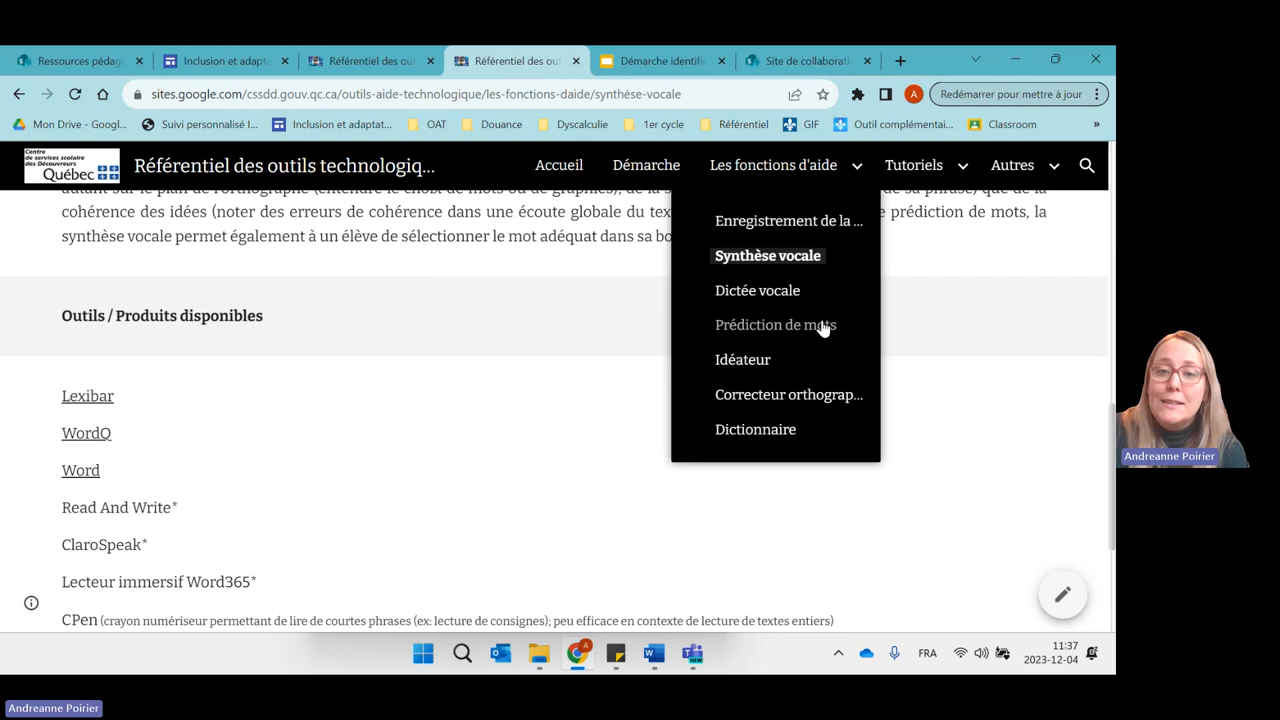 Ressources pédag
Inclusion et adapta
Référentiel des out
Référentiel des out
Démarche identific
Site de collaborati
sites.google.com/cssdd.gouv.qc.ca/outils-aide-technologique/les-fonctions-daide/synthèse-vocale
A
Redémarrer pour mettre à jour
Mon Drive - Googl...
Suivi personnalisé I...
Inclusion et adaptat...
OAT
Douance
Dyscalculie
1er cycle
Référentiel
GIF
Outil complémentai...
Classroom
»
Centre
de services scolaire
des Découvreurs
Québec
Référentiel des outils technologiq...
Accueil
Démarche
Les fonctions d'aide
Tutoriels
Autres
cohérence des idées (noter des erreurs de cohérence dans une écoute globale du tex
e prédiction de mots, la
synthèse vocale permet également à un élève de sélectionner le mot adéquat dans sa bo
Enregistrement de la ...
Synthèse vocale
Dictée vocale
Prédiction de mots
Idéateur
Correcteur orthograp...
Dictionnaire
Outils / Produits disponibles
Lexibar
WordQ
Word
Read And Write*
ClaroSpeak*
Lecteur immersif Word365*
CPen (crayon numériseur permettant de lire de courtes phrases (ex: lecture de consignes); peu efficace en contexte de lecture de textes entiers)
Andreanne Poirier
FRA
11:37
2023-12-04
Andreanne Poirier